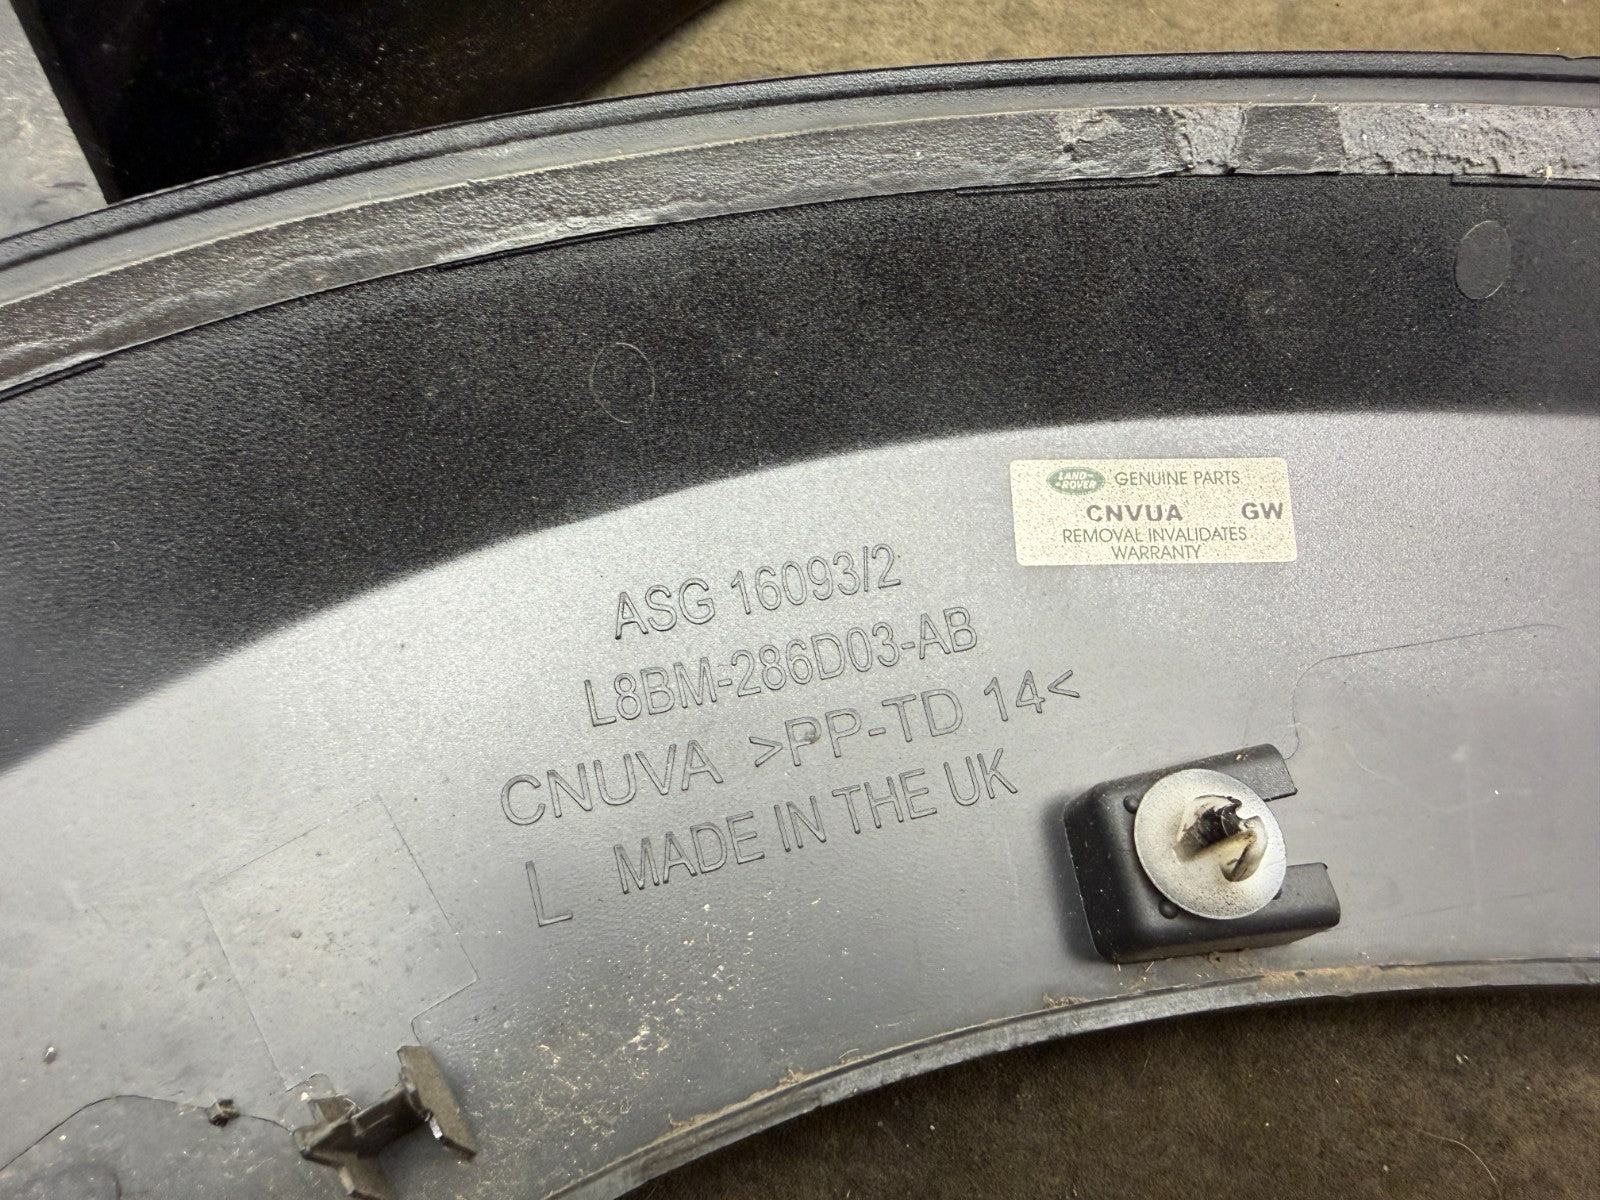 LAND-
ROVER
GENUINE PARTS
CNVUA GW
REMOVAL INVALIDATES
WARRANTY
ASG 16093/2
L8BM-286D03-AB
CNUVA >PP-TD 14<
L MADE IN THE UK